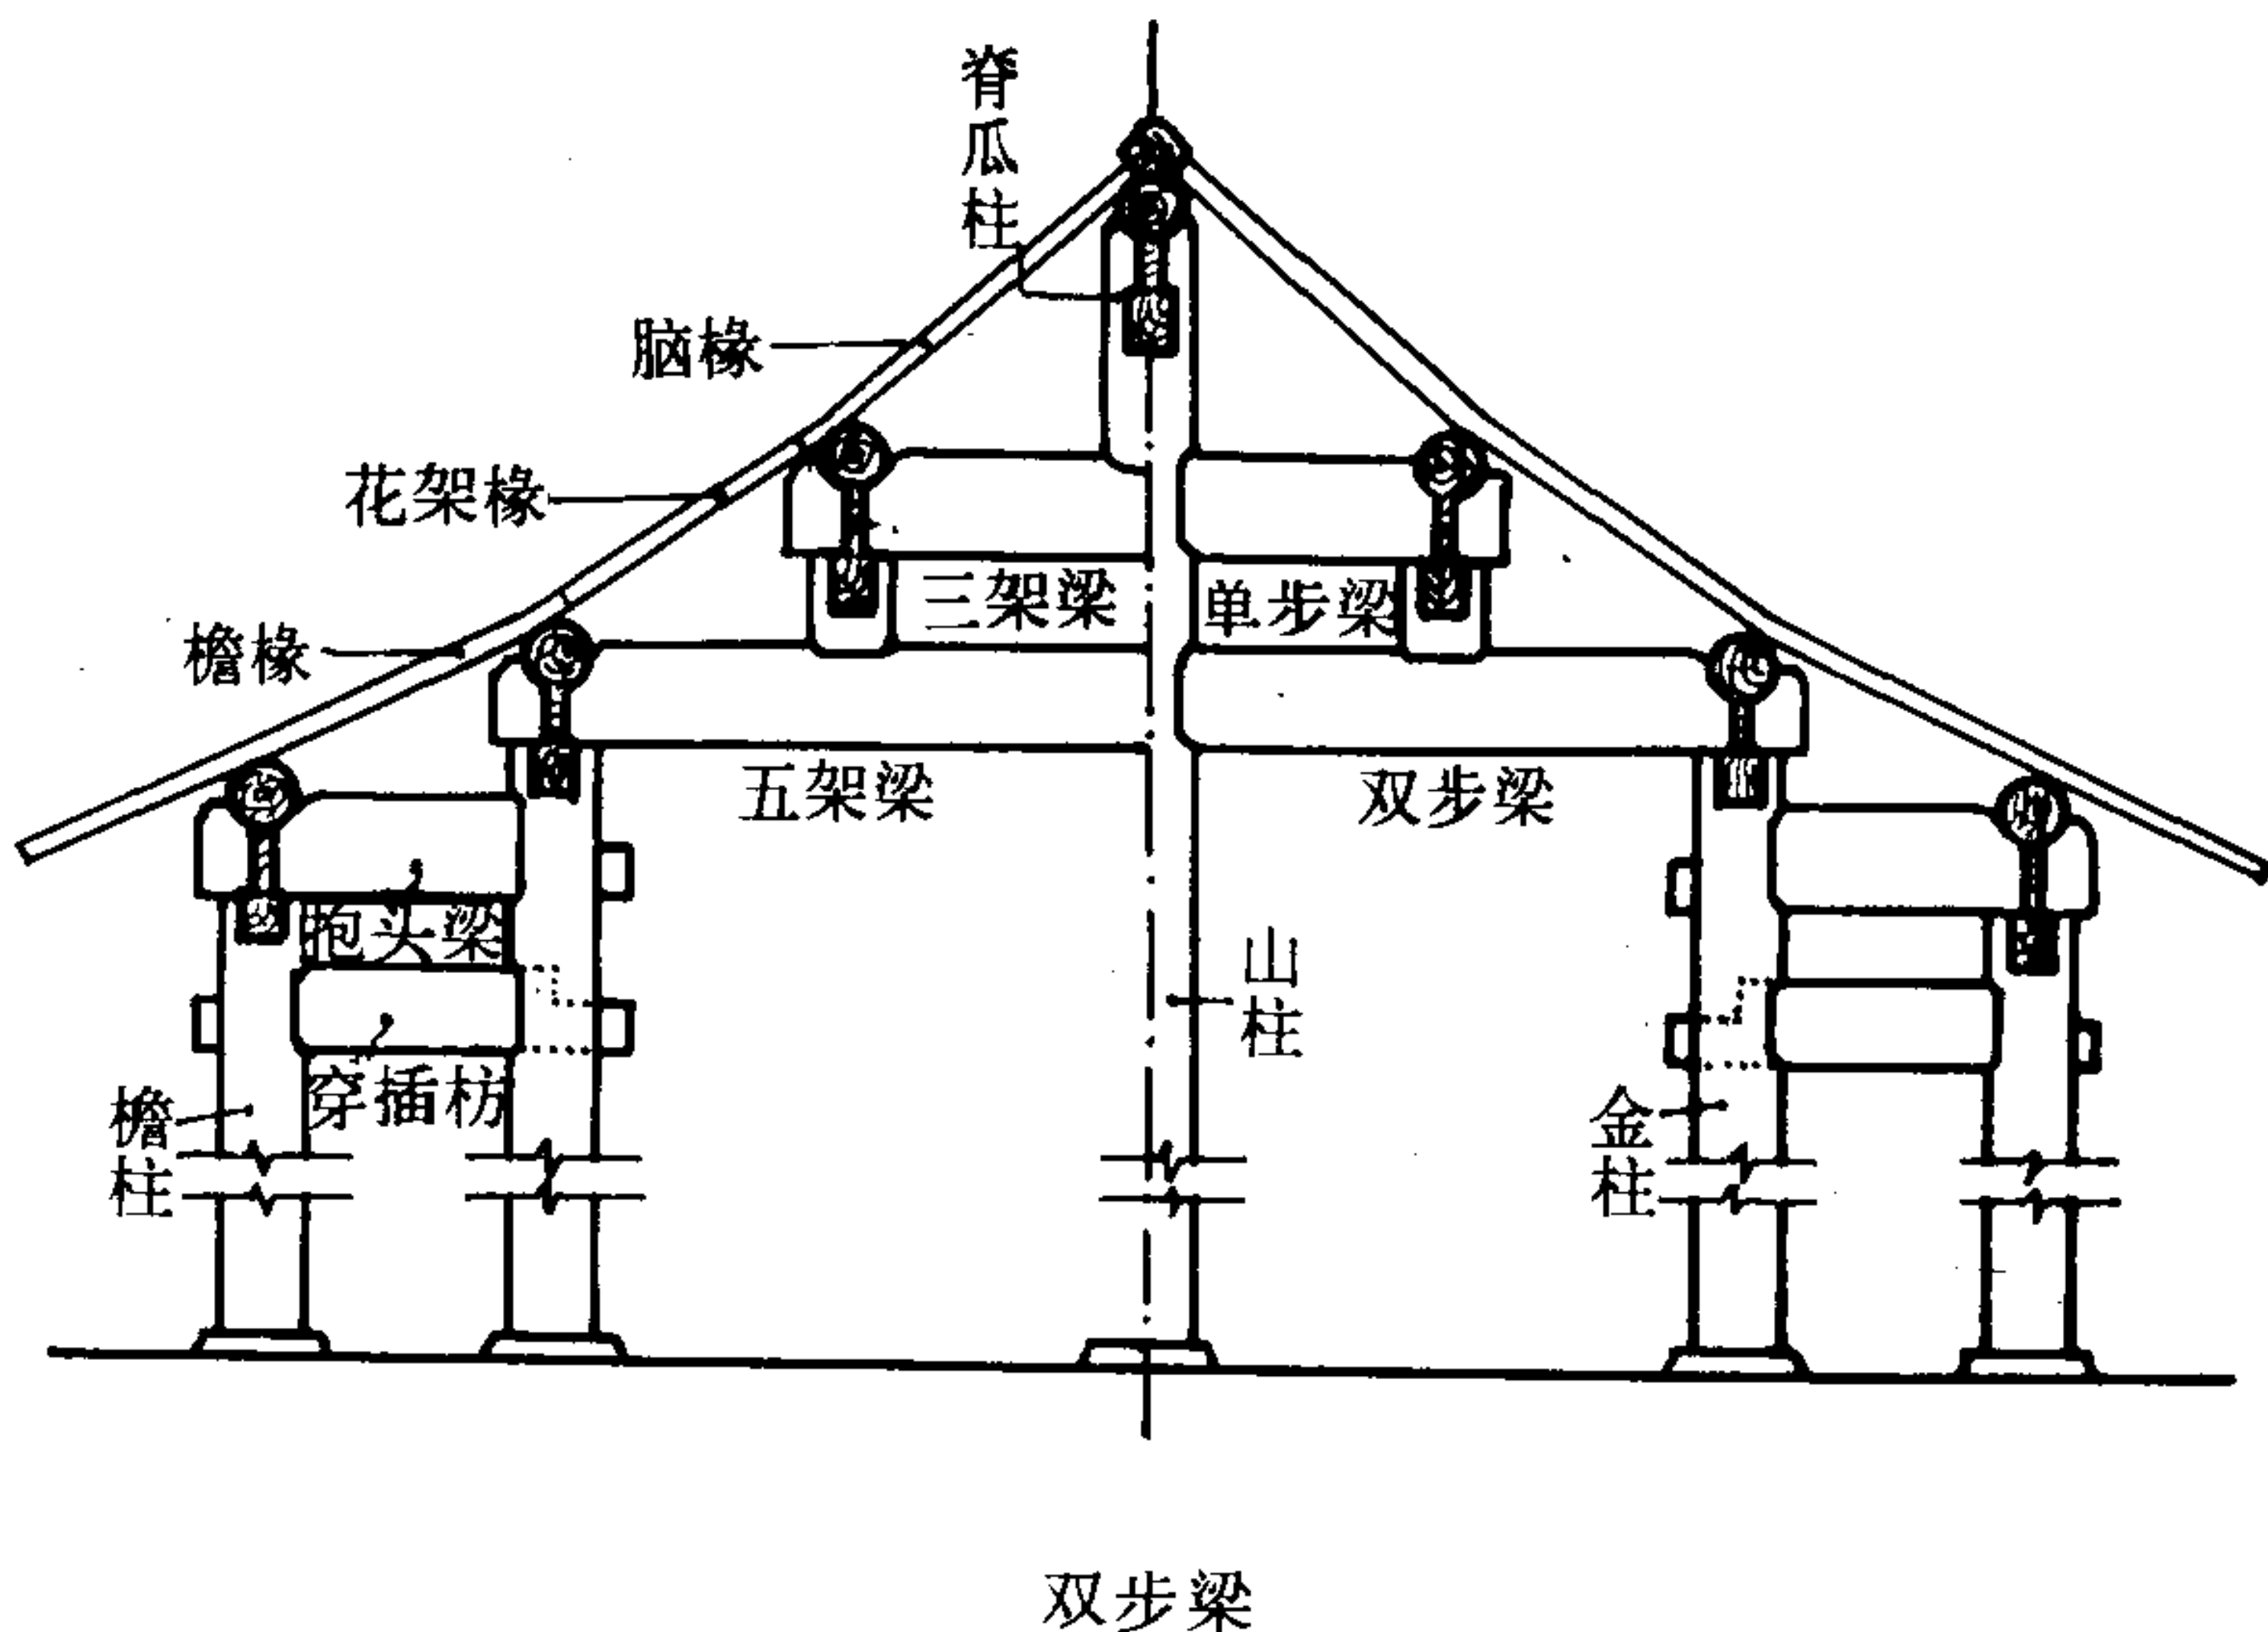 脊瓜柱
脑椽
花架椽
檐椽
三架梁
单步梁
五架梁
双步梁
抱头梁
山柱
穿插枋
檐柱
金柱
双步梁